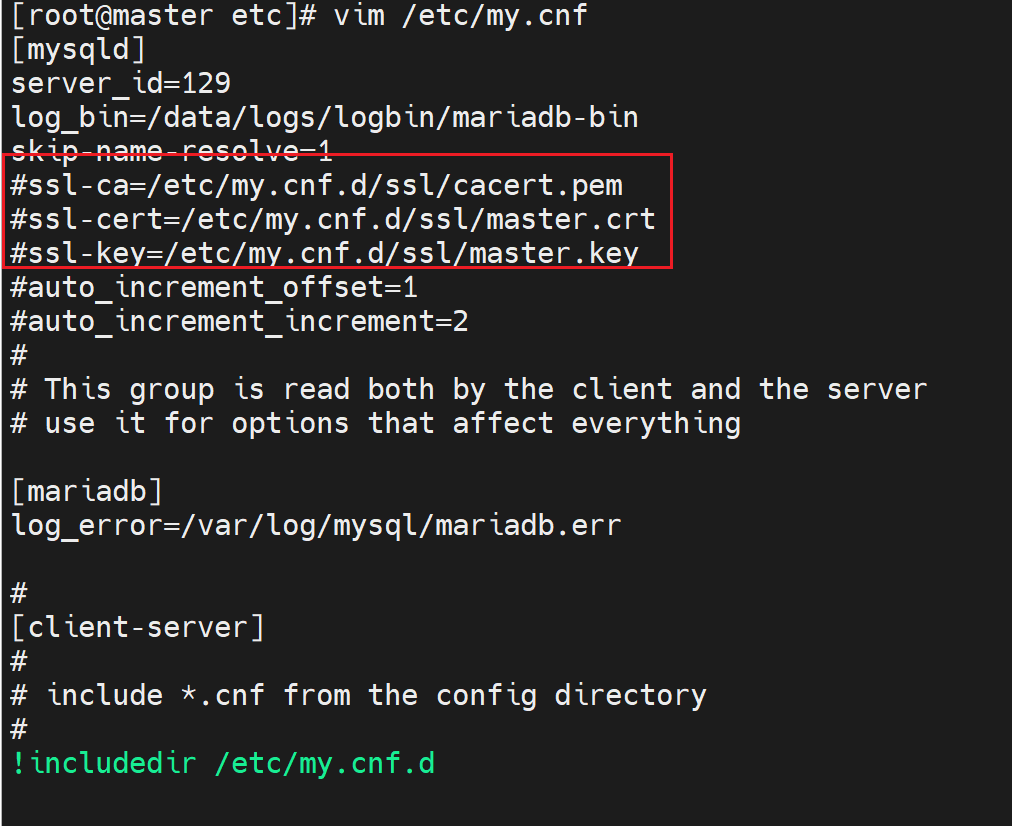 [root@master etc]# vim /etc/my.cnf
[mysqld]
server_id=129
log_bin=/data/logs/logbin/mariadb-bin
skip-name-resolve=1
#ssl-ca=/etc/my.cnf.d/ssl/cacert.pem
#ssl-cert=/etc/my.cnf.d/ssl/master.crt
#ssl-key=/etc/my.cnf.d/ssl/master.key
#auto_increment_offset=1
#auto_increment_increment=2
#
# This group is read both by the client and the server
# use it for options that affect everything
[mariadb]
log_error=/var/log/mysql/mariadb.err
#
[client-server]
#
# include *.cnf from the config directory
#
!includedir /etc/my.cnf.d